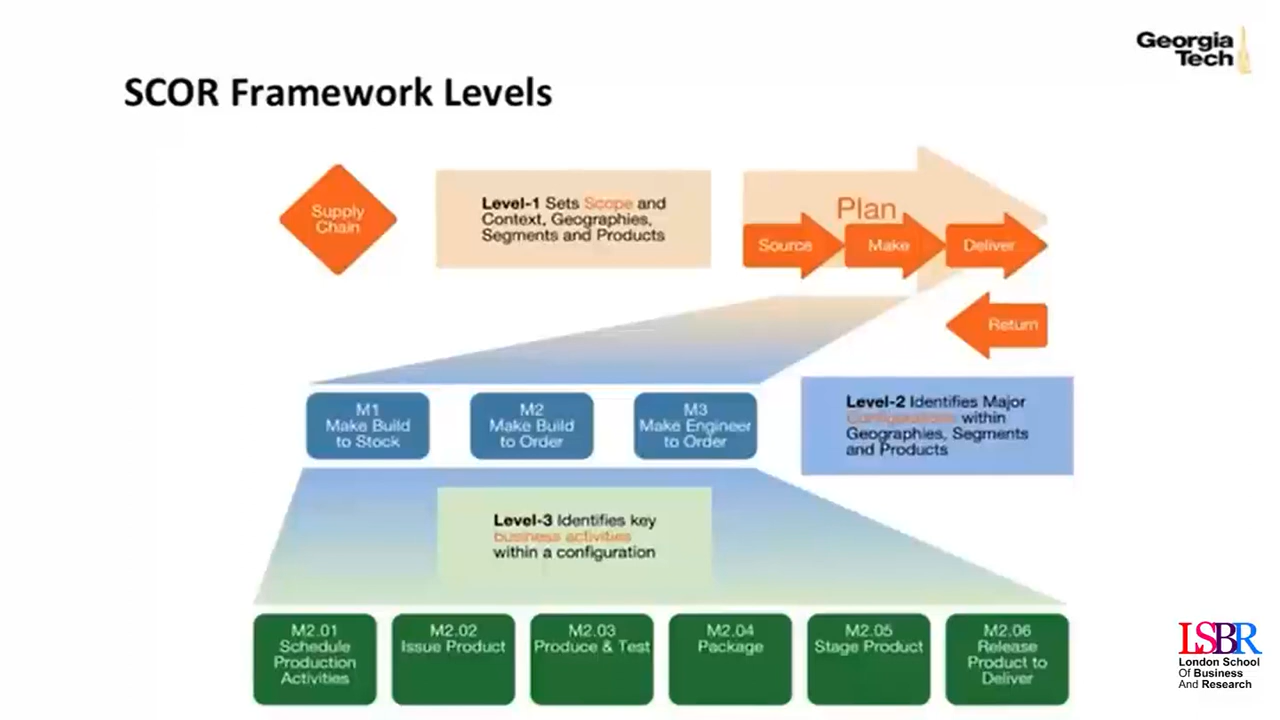 Georgia
Tech
SCOR Framework Levels
Supply
Chain
Level-1 Sets Scope and
Context, Geographies,
Segments and Products
Plan
Source
Make
Deliver
Return
M1
Make Build
to Stock
M2
Make Build
to Order
M3
Make Engineer
to Order
Level-2 Identifies Major
Configurations within
Geographies, Segments
and Products
Level-3 Identifies key
business activities
within a configuration
M2.01
Schedule
Production
Activities
M2.02
Issue Product
M2.03
Produce & Test
M2.04
Package
M2.05
Stage Product
M2.06
Release
Product to
Deliver
LSBR
London School
Of Business
And Research